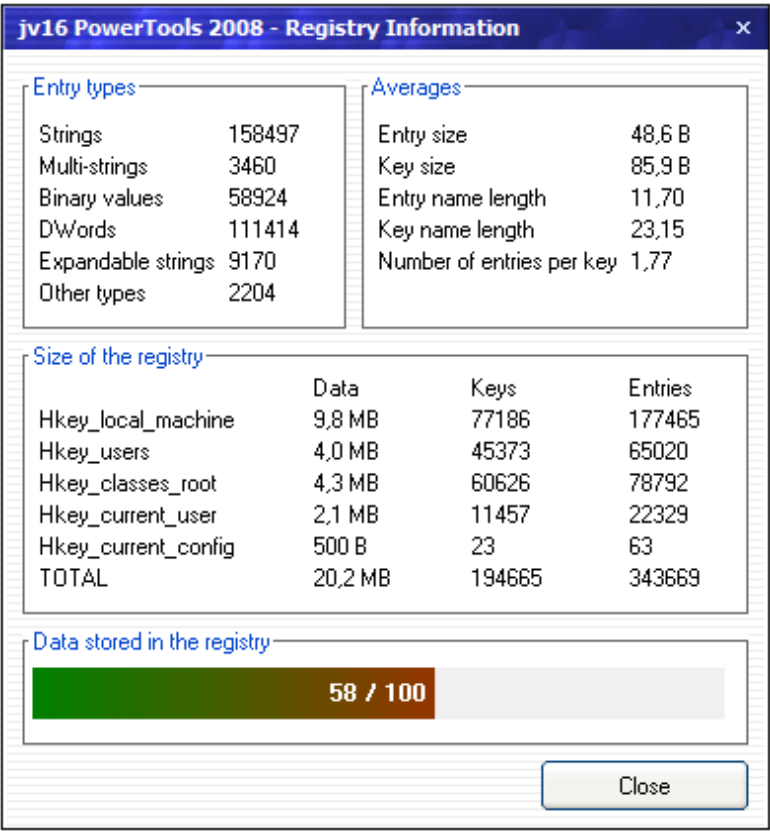 jv16 PowerTools 2008 - Registry Information
Entry types
Strings 158497
Multi-strings 3460
Binary values 58924
DWords 111414
Expandable strings 9170
Other types 2204
Averages
Entry size 48,6 B
Key size 85,9 B
Entry name length 11,70
Key name length 23,15
Number of entries per key 1,77
Size of the registry
Data Keys Entries
Hkey_local_machine 9,8 MB 77186 177465
Hkey_users 4,0 MB 45373 65020
Hkey_classes_root 4,3 MB 60626 78792
Hkey_current_user 2,1 MB 11457 22329
Hkey_current_config 500 B 23 63
TOTAL 20,2 MB 194665 343669
Data stored in the registry
58 / 100
Close